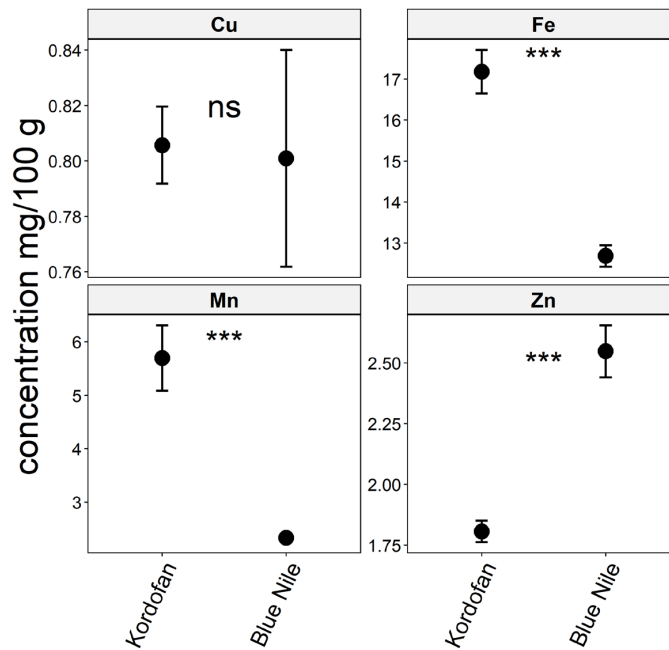 concentration mg/100 g
Cu
0.84
0.82
0.80
0.78
0.76
ns
Fe
17
16
15
14
13
***
Mn
6
5
4
3
***
Zn
2.50
2.25
2.00
1.75
***
Kordofan
Blue Nile
Kordofan
Blue Nile